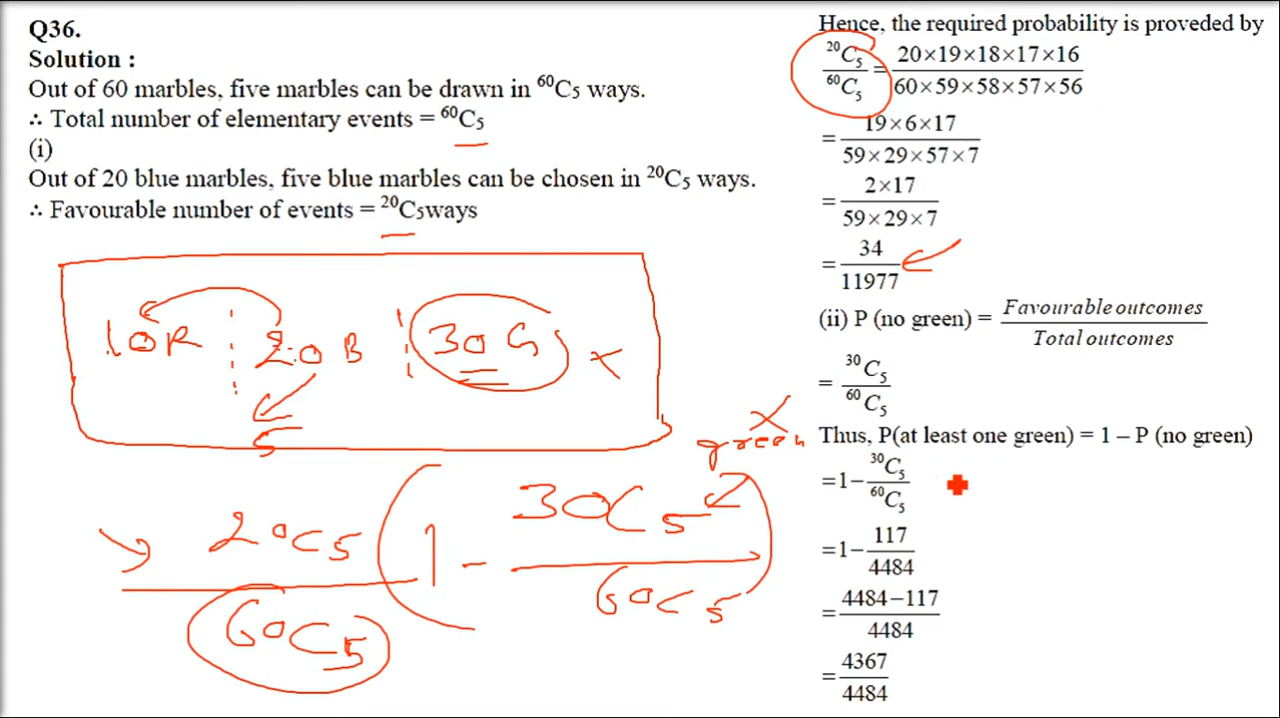 Q36.
Solution :
Out of 60 marbles, five marbles can be drawn in ⁶⁰C₅ ways.
∴ Total number of elementary events = ⁶⁰C₅
(i)
Out of 20 blue marbles, five blue marbles can be chosen in ²⁰C₅ ways.
∴ Favourable number of events = ²⁰C₅ways
10R 20B 30G ×
5
20C5
60C5
× green
1 - 30C5
60C5
Hence, the required probability is proveded by
²⁰C₅/⁶⁰C₅ = 20×19×18×17×16/60×59×58×57×56
= 19×6×17/59×29×57×7
= 2×17/59×29×7
= 34/11977
(ii) P (no green) = Favourable outcomes/Total outcomes
= ³⁰C₅/⁶⁰C₅
Thus, P(at least one green) = 1 – P (no green)
=1–³⁰C₅/⁶⁰C₅
=1–117/4484
=4484–117/4484
=4367/4484